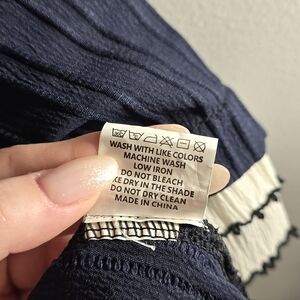 WASH WITH LIKE COLORS
MACHINE WASH
LOW IRON
DO NOT BLEACH
KE DRY IN THE SHADE
DO NOT DRY CLEAN
MADE IN CHINA